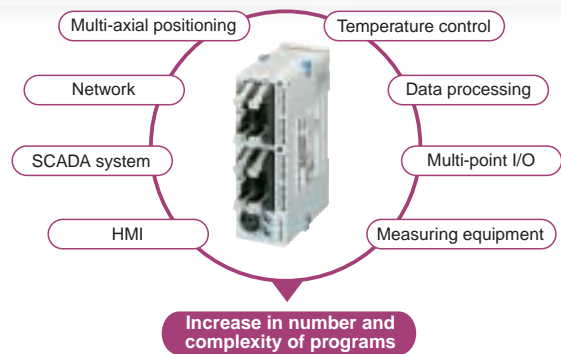 Multi-axial positioning
Temperature control
Network
Data processing
SCADA system
Multi-point I/O
HMI
Measuring equipment
Increase in number and
complexity of programs